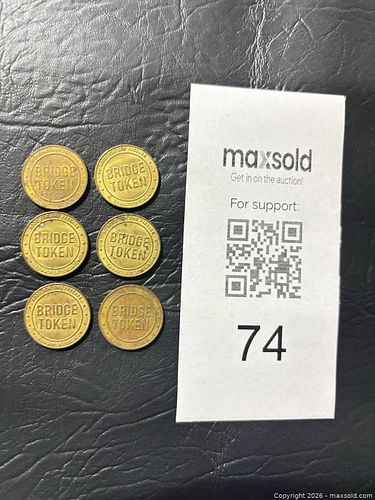 BRIDGE
TOKEN
BRIDGE
TOKEN
BRIDGE
TOKEN
BRIDGE
TOKEN
BRIDGE
TOKEN
BRIDGE
TOKEN
maxsold
Get in on the auction!
For support:
74
Copyright 2026 - maxsold.com